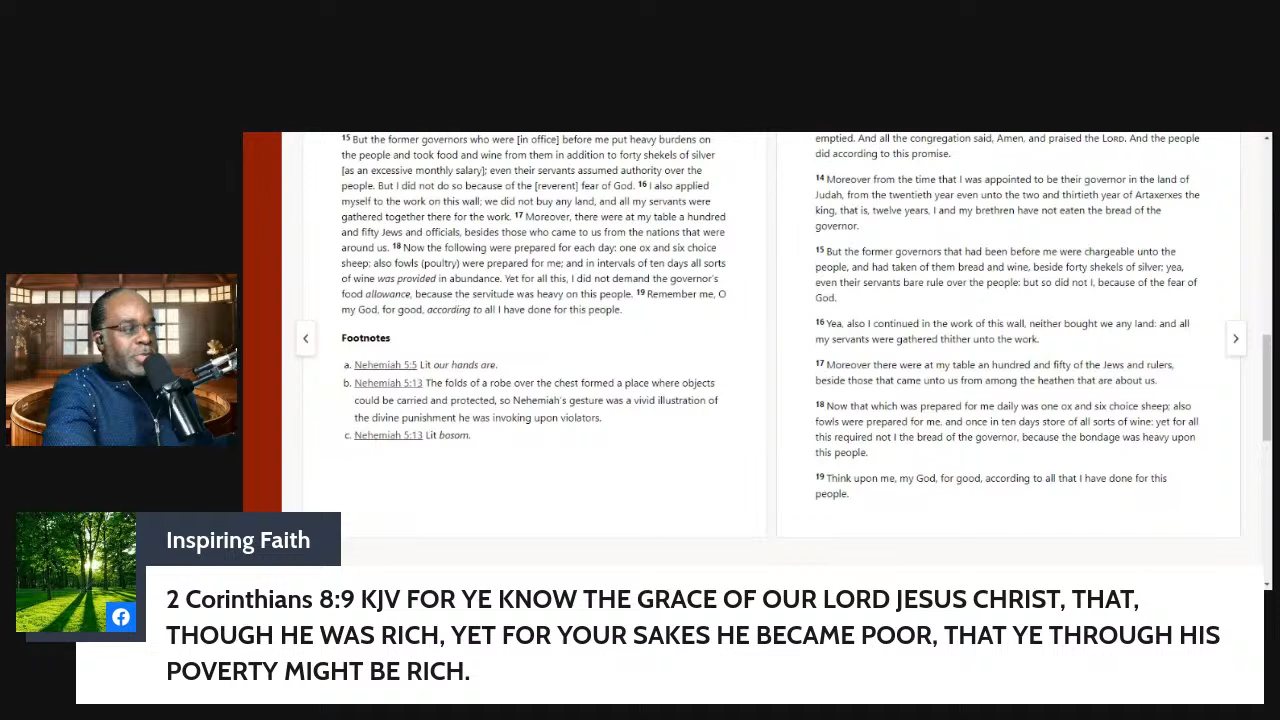 15 But the former governors who were [in office] before me put heavy burdens on
the people and took food and wine from them in addition to forty shekels of silver
[as an excessive monthly salary]; even their servants assumed authority over the
people. But I did not do so because of the [reverent] fear of God. 16 I also applied
myself to the work on this wall; we did not buy any land, and all my servants were
gathered together there for the work. 17 Moreover, there were at my table a hundred
and fifty Jews and officials, besides those who came to us from the nations that were
around us. 18 Now the following were prepared for each day: one ox and six choice
sheep; also fowls (poultry) were prepared for me; and in intervals of ten days all sorts
of wine was provided in abundance. Yet for all this, I did not demand the governor's
food allowance, because the servitude was heavy on this people. 19 Remember me, O
my God, for good, according to all I have done for this people.
Footnotes
a. Nehemiah 5:5 Lit our hands are.
b. Nehemiah 5:13 The folds of a robe over the chest formed a place where objects
could be carried and protected, so Nehemiah's gesture was a vivid illustration of
the divine punishment he was invoking upon violators.
c. Nehemiah 5:13 Lit bosom.
emptied. And all the congregation said, Amen, and praised the LORD. And the people
did according to this promise.
14 Moreover from the time that I was appointed to be their governor in the land of
Judah, from the twentieth year even unto the two and thirtieth year of Artaxerxes the
king, that is, twelve years, I and my brethren have not eaten the bread of the
governor.
15 But the former governors that had been before me were chargeable unto the
people, and had taken of them bread and wine, beside forty shekels of silver; yea,
even their servants bare rule over the people: but so did not I, because of the fear of
God.
16 Yea, also I continued in the work of this wall, neither bought we any land: and all
my servants were gathered thither unto the work.
17 Moreover there were at my table an hundred and fifty of the Jews and rulers,
beside those that came unto us from among the heathen that are about us.
18 Now that which was prepared for me daily was one ox and six choice sheep; also
fowls were prepared for me, and once in ten days store of all sorts of wine: yet for all
this required not I the bread of the governor, because the bondage was heavy upon
this people.
19 Think upon me, my God, for good, according to all that I have done for this
people.
Inspiring Faith
2 Corinthians 8:9 KJV FOR YE KNOW THE GRACE OF OUR LORD JESUS CHRIST, THAT,
THOUGH HE WAS RICH, YET FOR YOUR SAKES HE BECAME POOR, THAT YE THROUGH HIS
POVERTY MIGHT BE RICH.